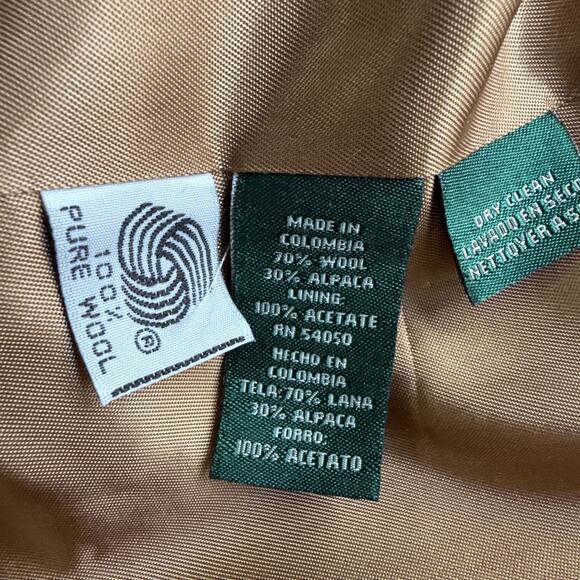 100%
PURE WOOL
®
MADE IN
COLOMBIA
70% WOOL
30% ALPACA
LINING:
100% ACETATE
RN 54050
HECHO EN
COLOMBIA
TELA: 70% LANA
30% ALPACA
FORRO:
100% ACETATO
DRY CLEAN
LAVADO EN SECO
NETTOYER A S